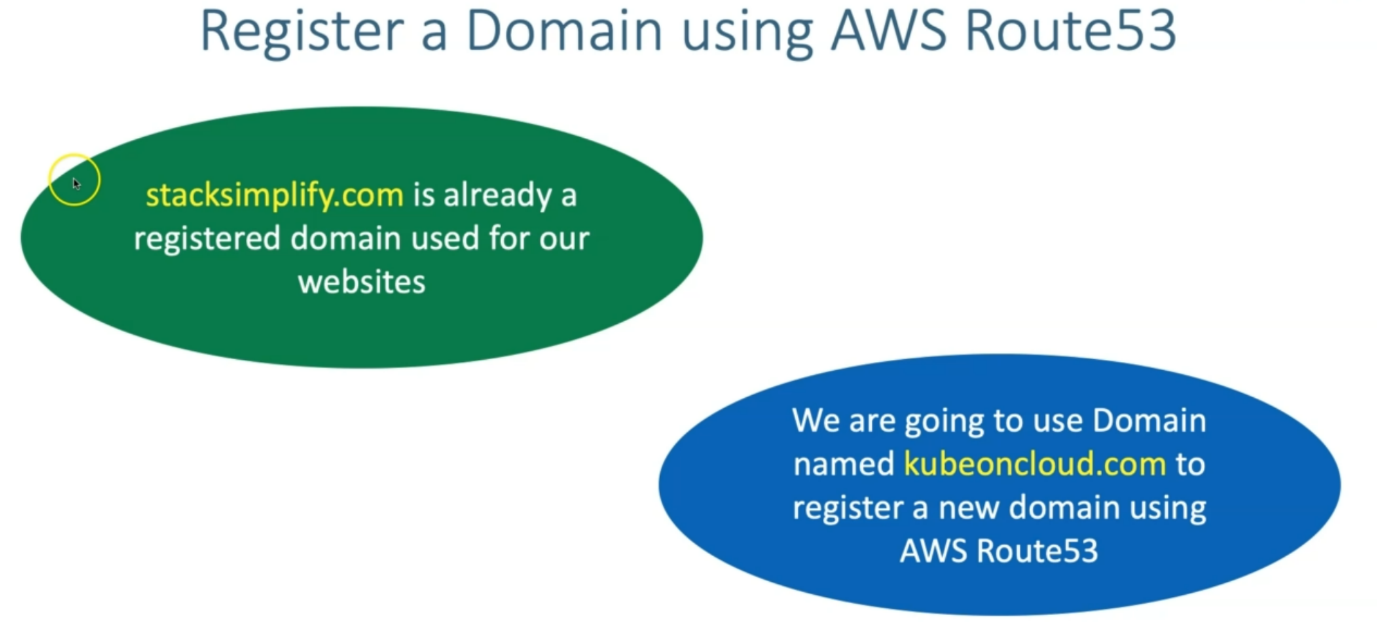 Register a Domain using AWS Route53
stacksimplify.com is already a
registered domain used for our
websites
We are going to use Domain
named kubeoncloud.com to
register a new domain using
AWS Route53